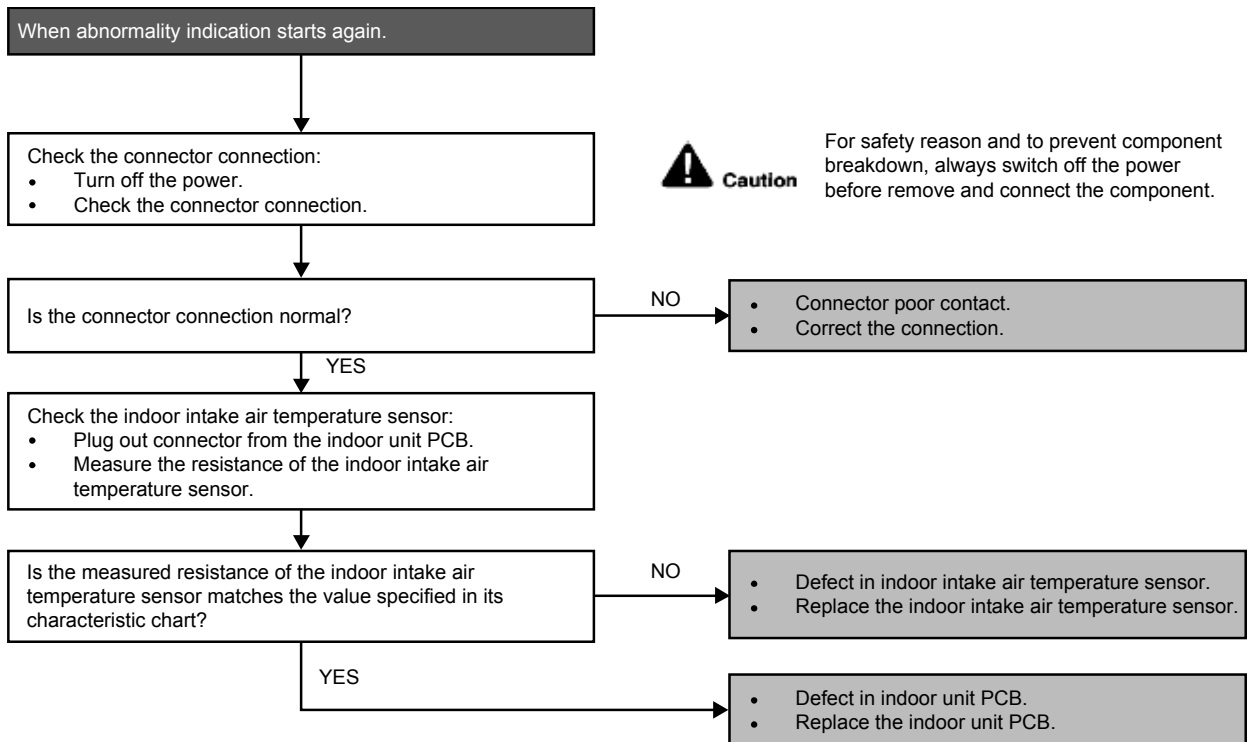 When abnormality indication starts again.
Check the connector connection:
• Turn off the power.
• Check the connector connection.
Caution
For safety reason and to prevent component
breakdown, always switch off the power
before remove and connect the component.
Is the connector connection normal?
NO
• Connector poor contact.
• Correct the connection.
YES
Check the indoor intake air temperature sensor:
• Plug out connector from the indoor unit PCB.
• Measure the resistance of the indoor intake air
temperature sensor.
Is the measured resistance of the indoor intake air
temperature sensor matches the value specified in its
characteristic chart?
NO
• Defect in indoor intake air temperature sensor.
• Replace the indoor intake air temperature sensor.
YES
• Defect in indoor unit PCB.
• Replace the indoor unit PCB.